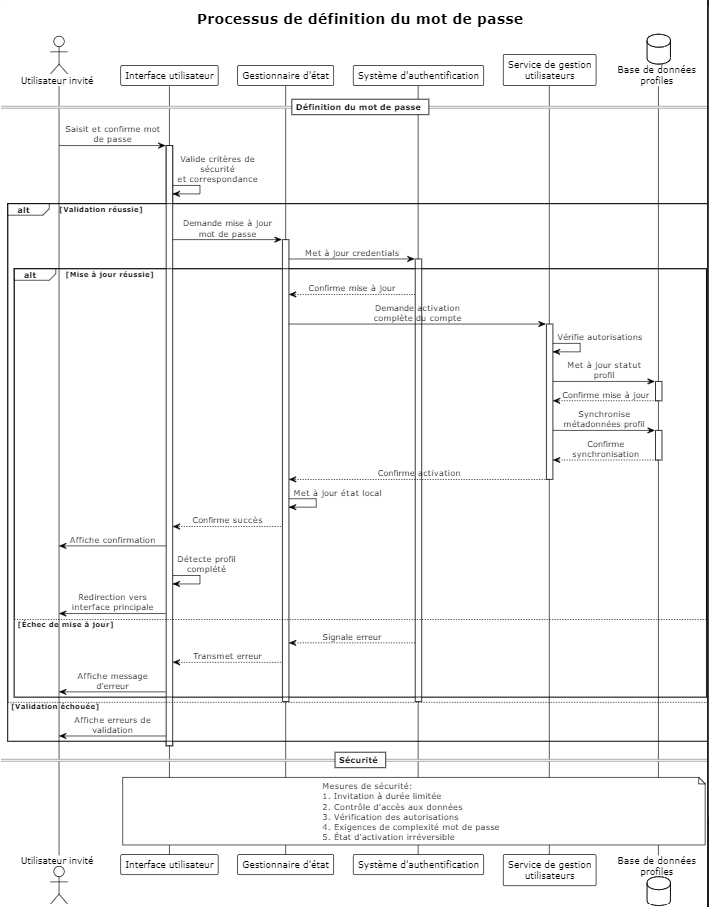 Processus de définition du mot de passe
Utilisateur invité
Interface utilisateur
Gestionnaire d'état
Système d'authentification
Service de gestion
utilisateurs
Base de données
profiles
Définition du mot de passe
Saisit et confirme mot
de passe
Valide critères de
sécurité
et correspondance
alt
[Validation réussie]
Demande mise à jour
mot de passe
Met à jour credentials
alt
[Mise à jour réussie]
Confirme mise à jour
Demande activation
complète du compte
Vérifie autorisations
Met à jour statut
profil
Confirme mise à jour
Synchronise
métadonnées profil
Confirme
synchronisation
Confirme activation
Met à jour état local
Confirme succès
Affiche confirmation
Détecte profil
complété
Redirection vers
interface principale
[Échec de mise à jour]
Signale erreur
Transmet erreur
Affiche message
d'erreur
[Validation échouée]
Affiche erreurs de
validation
Sécurité
Mesures de sécurité:
1. Invitation à durée limitée
2. Contrôle d'accès aux données
3. Vérification des autorisations
4. Exigences de complexité mot de passe
5. État d'activation irréversible
Utilisateur invité
Interface utilisateur
Gestionnaire d'état
Système d'authentification
Service de gestion
utilisateurs
Base de données
profiles